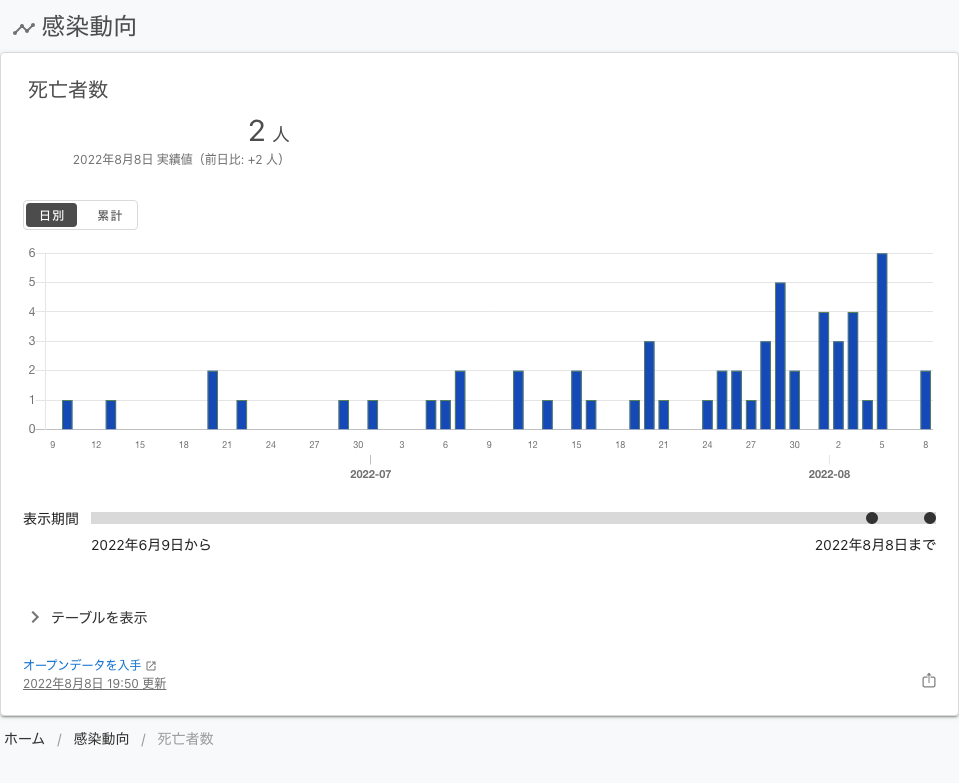 感染動向
死亡者数
2 人
2022年8月8日 実績値（前日比: +2 人）
日別 累計
6
5
4
3
2
1
0
9 12 15 18 21 24 27 30 3 6 9 12 15 18 21 24 27 30 2 5 8
2022-07 2022-08
表示期間
2022年6月9日から 2022年8月8日まで
テーブルを表示
オープンデータを入手
2022年8月8日 19:50 更新
ホーム / 感染動向 / 死亡者数